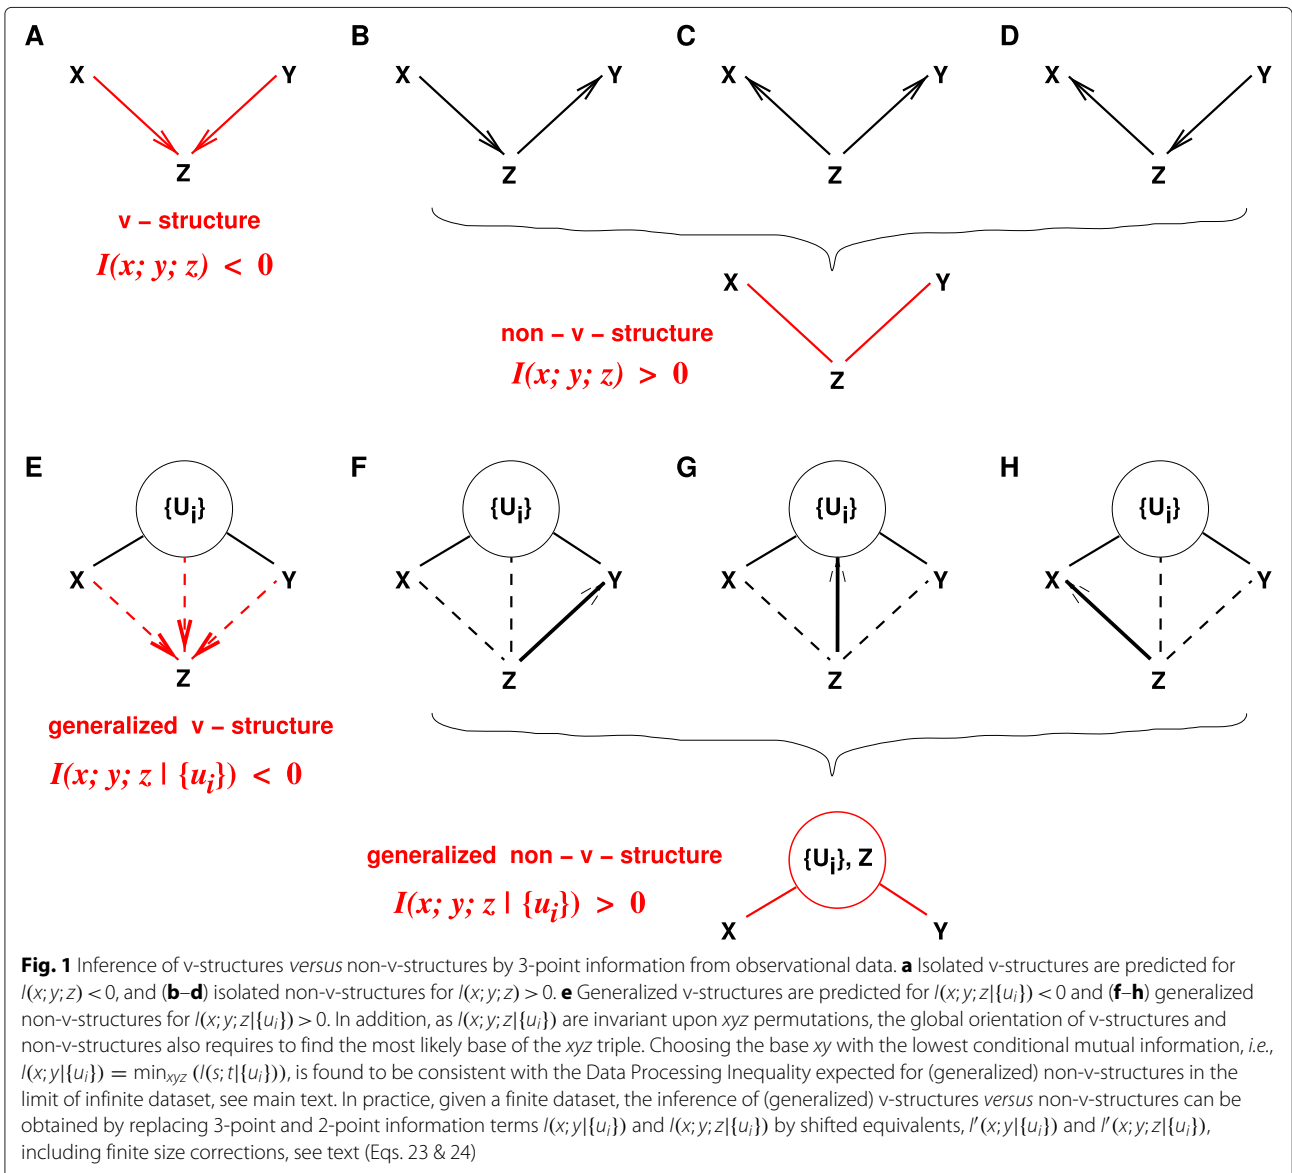 A B C D
X Y X Y X Y X Y
Z Z Z Z
v – structure
I(x; y; z) < 0
X Y
non – v – structure
I(x; y; z) > 0
Z
E F G H
{Ui} {Ui} {Ui} {Ui}
X Y X Y X Y X Y
Z Z Z Z
generalized v – structure
I(x; y; z | {ui}) < 0
generalized non – v – structure
{Ui}, Z
I(x; y; z | {ui}) > 0
X Y
Fig. 1 Inference of v-structures versus non-v-structures by 3-point information from observational data. a Isolated v-structures are predicted for
I(x; y; z) < 0, and (b–d) isolated non-v-structures for I(x; y; z) > 0. e Generalized v-structures are predicted for I(x; y; z|{ui}) < 0 and (f–h) generalized
non-v-structures for I(x; y; z|{ui}) > 0. In addition, as I(x; y; z|{ui}) are invariant upon xyz permutations, the global orientation of v-structures and
non-v-structures also requires to find the most likely base of the xyz triple. Choosing the base xy with the lowest conditional mutual information, i.e.,
I(x; y|{ui}) = minxyz (I(s; t|{ui})), is found to be consistent with the Data Processing Inequality expected for (generalized) non-v-structures in the
limit of infinite dataset, see main text. In practice, given a finite dataset, the inference of (generalized) v-structures versus non-v-structures can be
obtained by replacing 3-point and 2-point information terms I(x; y|{ui}) and I(x; y; z|{ui}) by shifted equivalents, I′(x; y|{ui}) and I′(x; y; z|{ui}),
including finite size corrections, see text (Eqs. 23 & 24)